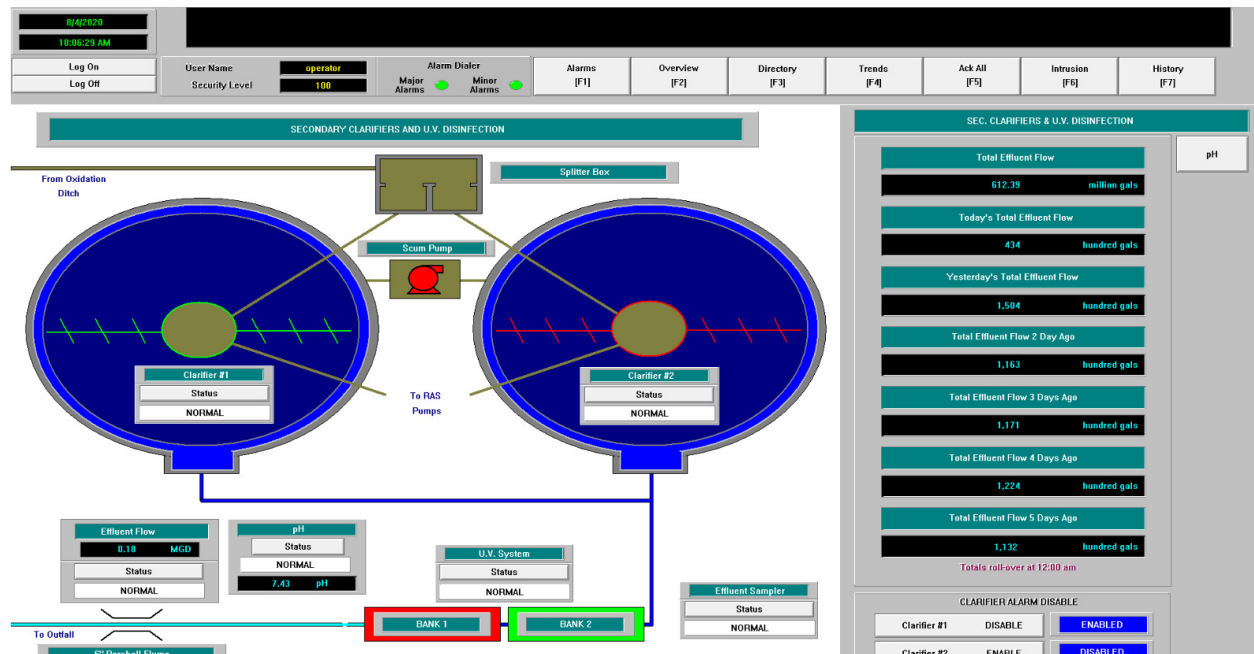 8/4/2020
10:06:29 AM
Log On
Log Off
User Name
operator
Security Level
100
Alarm Dialer
Major Alarms
Minor Alarms
Alarms
[F1]
Overview
[F2]
Directory
[F3]
Trends
[F4]
Ack All
[F5]
Intrusion
[F6]
History
[F7]
SECONDARY CLARIFIERS AND U.V. DISINFECTION
From Oxidation
Ditch
Splitter Box
Scum Pump
Clarifier #1
Status
NORMAL
To RAS
Pumps
Clarifier #2
Status
NORMAL
Effluent Flow
0.18 MGD
Status
NORMAL
pH
Status
NORMAL
7.43 pH
U.V. System
Status
NORMAL
Effluent Sampler
Status
NORMAL
BANK 1
BANK 2
To Outfall
Parshall Flume
SEC. CLARIFIERS & U.V. DISINFECTION
pH
Total Effluent Flow
612.39 million gals
Today's Total Effluent Flow
434 hundred gals
Yesterday's Total Effluent Flow
1,504 hundred gals
Total Effluent Flow 2 Day Ago
1,163 hundred gals
Total Effluent Flow 3 Days Ago
1,171 hundred gals
Total Effluent Flow 4 Days Ago
1,224 hundred gals
Total Effluent Flow 5 Days Ago
1,132 hundred gals
Totals roll-over at 12:00 am
CLARIFIER ALARM DISABLE
Clarifier #1 DISABLE ENABLED
Clarifier #2 ENABLE DISABLED